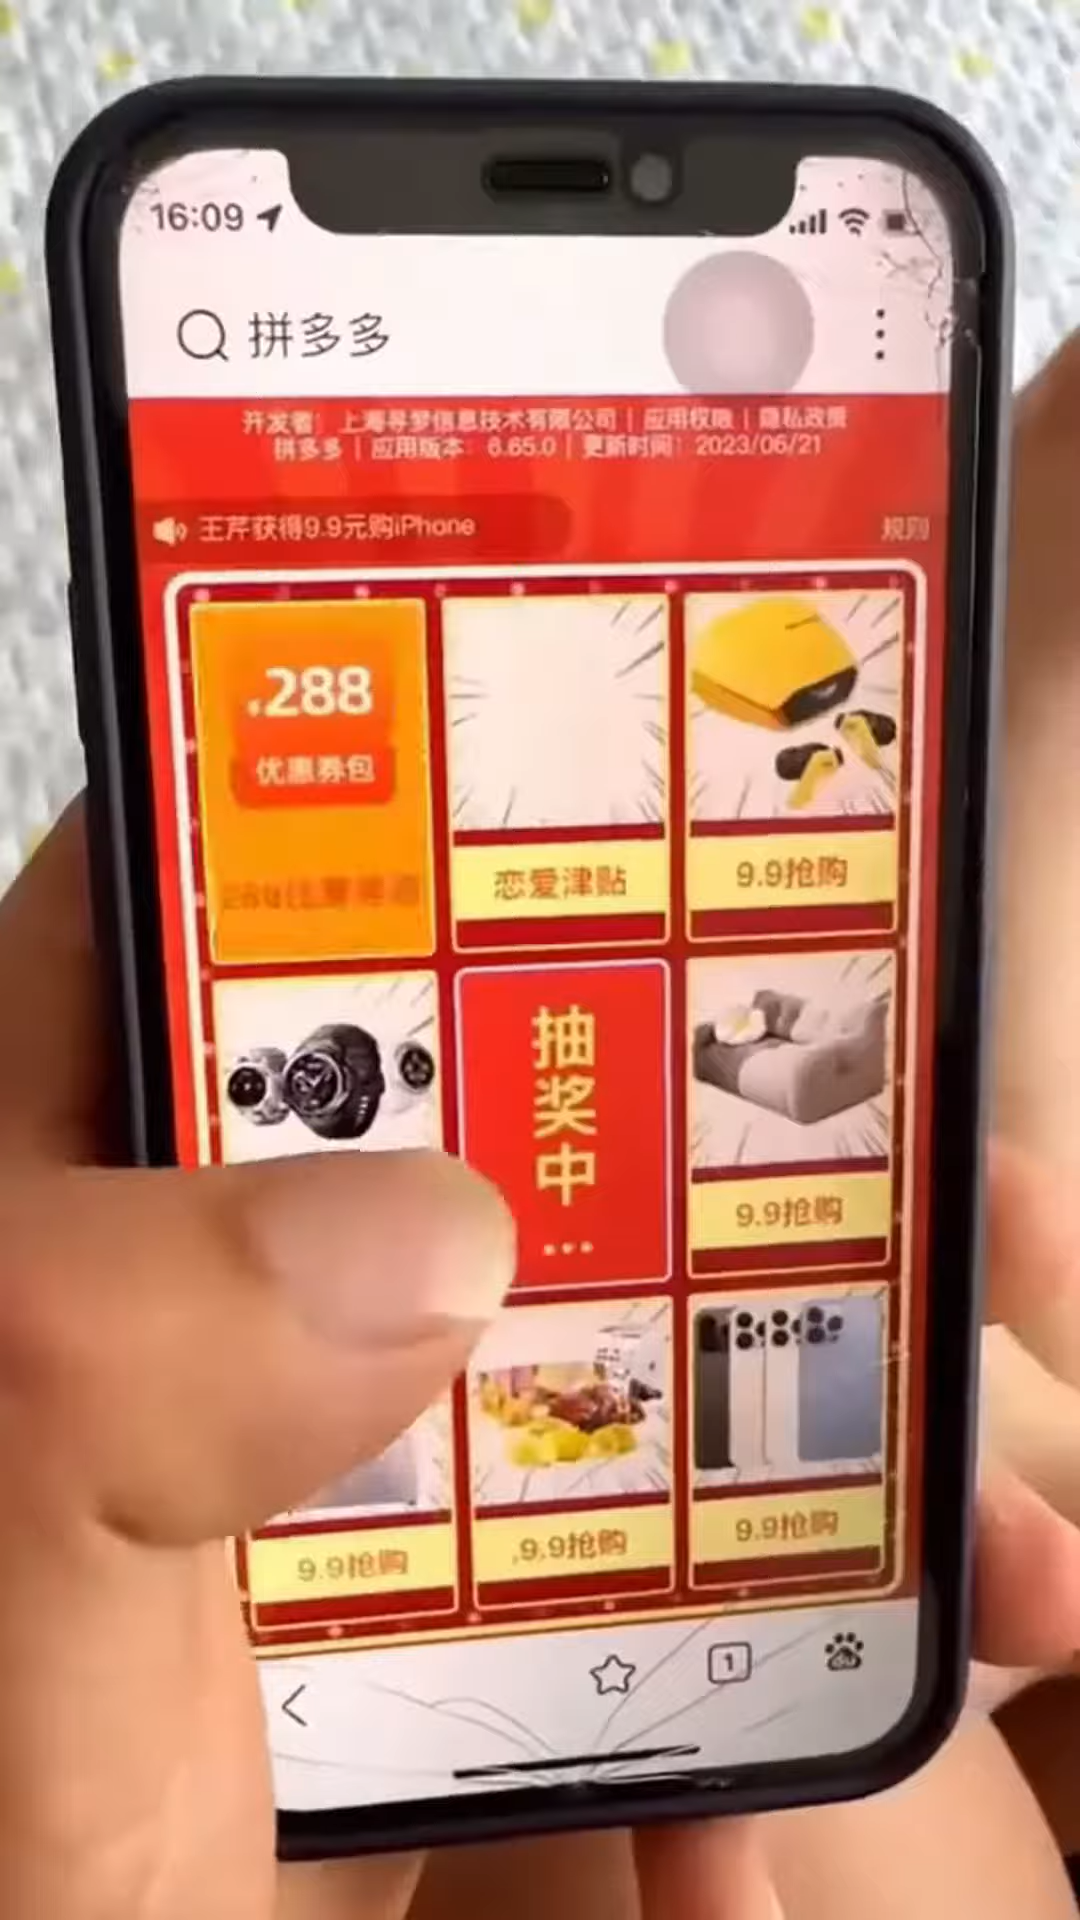 16:09
拼多多
开发者： 上海寻梦信息技术有限公司 | 应用权限 | 隐私政策
拼多多 | 应用版本：6.65.0 | 更新时间：2023/06/21
王芹获得9.9元购iPhone
规则
¥288
优惠券包
恋爱津贴
9.9抢购
抽奖中
...
9.9抢购
9.9抢购
9.9抢购
9.9抢购
1
du